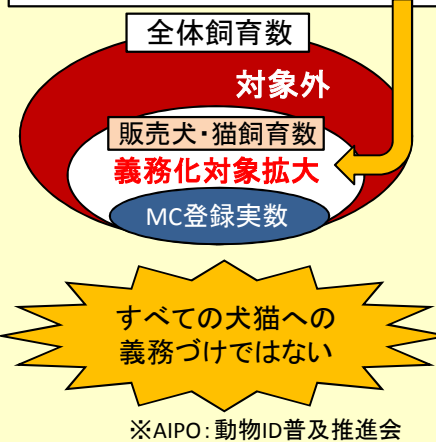 全体飼育数
対象外
販売犬・猫飼育数
義務化対象拡大
MC登録実数
すべての犬猫への
義務づけではない
※AIPO:動物ID普及推進会